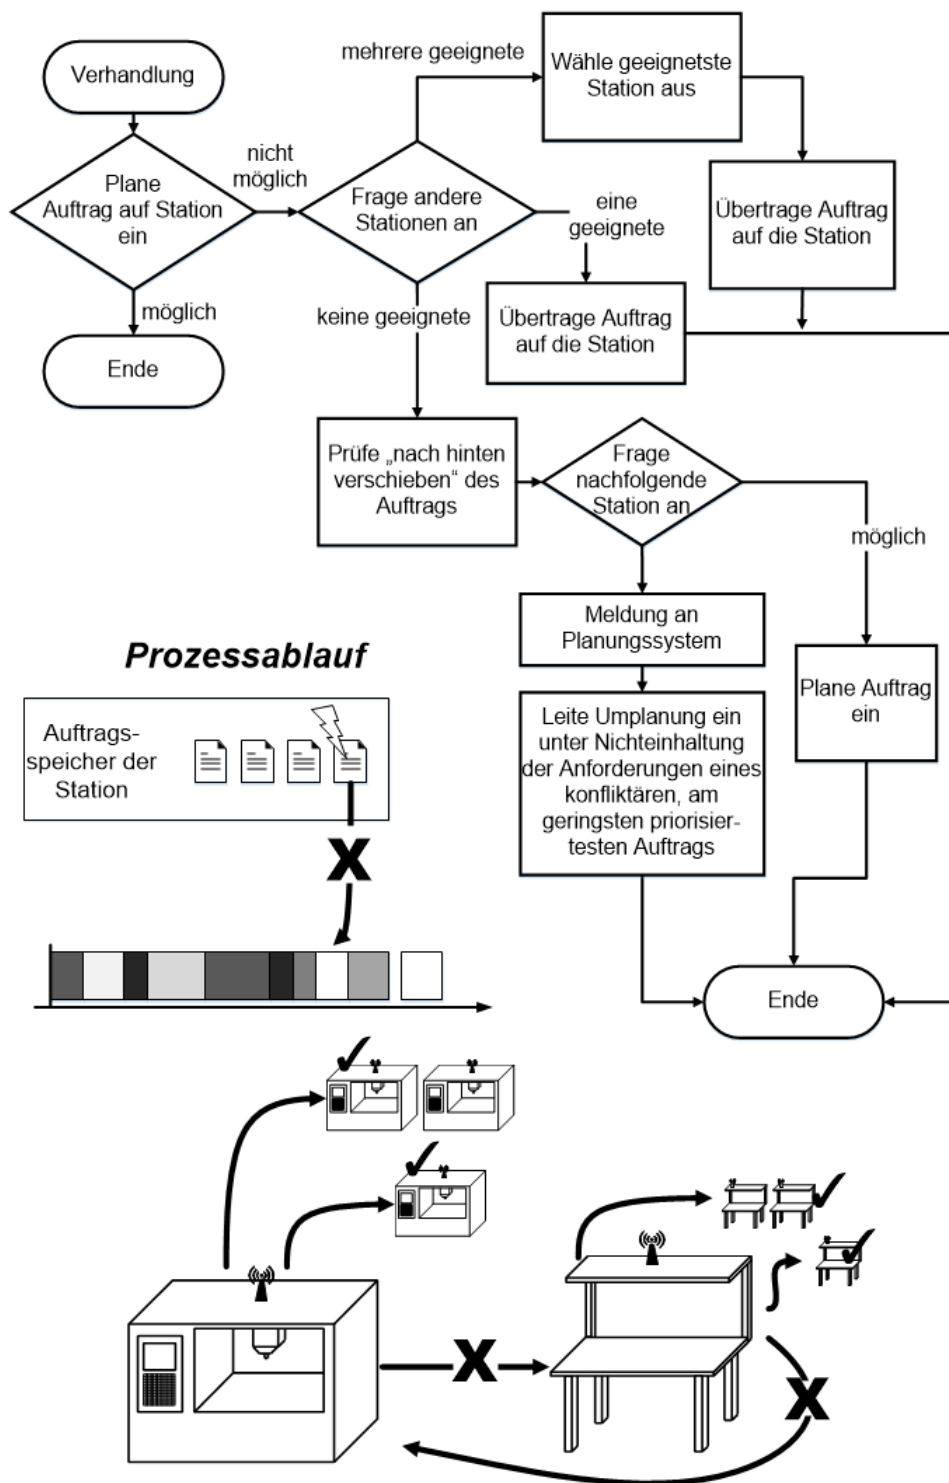 Verhandlung
Plane
Auftrag auf Station
ein
nicht
möglich
möglich
Ende
Frage andere
Stationen an
mehrere geeignete
Wähle geeignetste
Station aus
Übertrage Auftrag
auf die Station
eine
geeignete
Übertrage Auftrag
auf die Station
keine geeignete
Prüfe „nach hinten
verschieben“ des
Auftrags
Frage
nachfolgende
Station an
möglich
Meldung an
Planungssystem
Plane Auftrag
ein
Leite Umplanung ein
unter Nichteinhaltung
der Anforderungen eines
konfliktären, am
geringsten priorisier-
testen Auftrags
Ende
Prozessablauf
Auftrags-
speicher der
Station
X
X
X